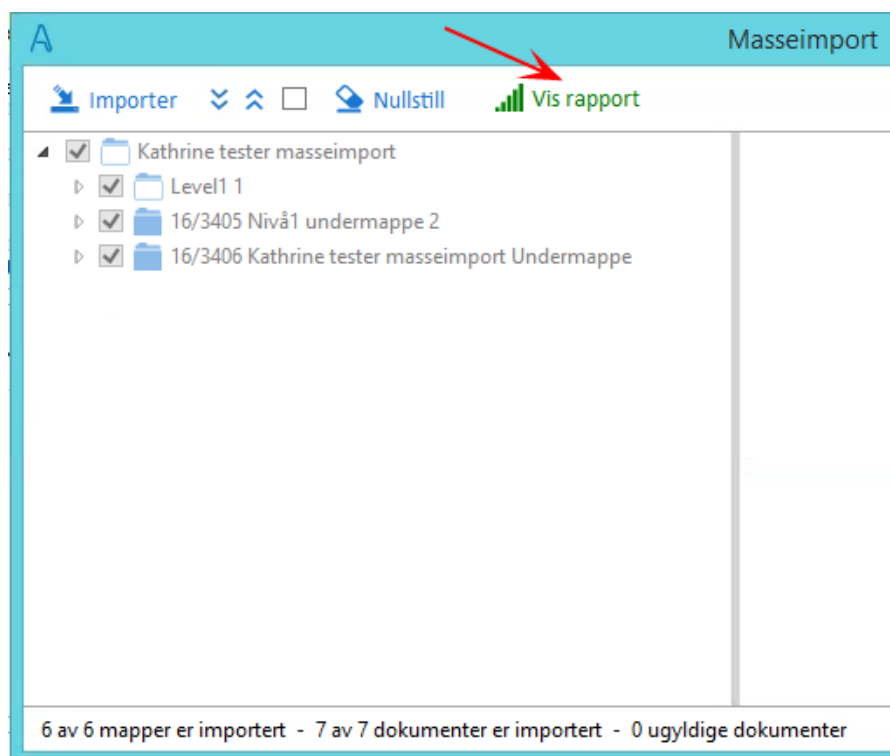 Masseimport
Importer Nullstill Vis rapport
Kathrine tester masseimport
Level1 1
16/3405 Nivå1 undermappe 2
16/3406 Kathrine tester masseimport Undermappe
6 av 6 mapper er importert - 7 av 7 dokumenter er importert - 0 ugyldige dokumenter